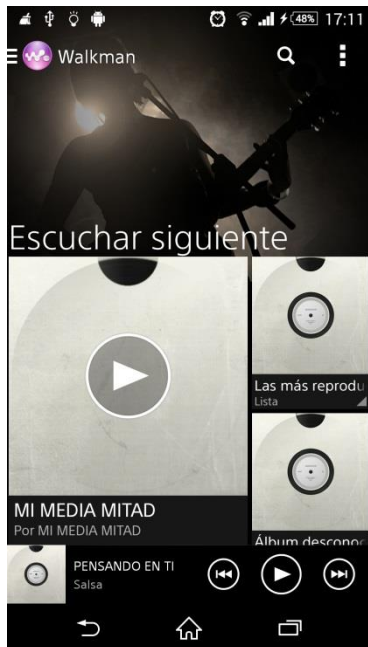 48%
17:11
Walkman
Escuchar siguiente
MI MEDIA MITAD
Por MI MEDIA MITAD
Las más reprodu
Lista
Álbum desconoc
PENSANDO EN TI
Salsa